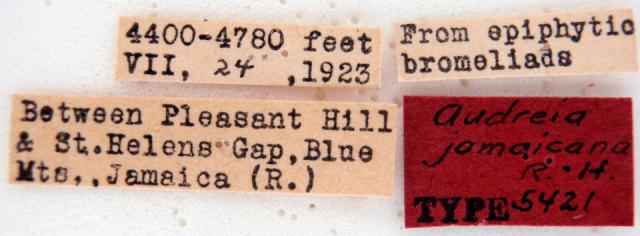 4400-4780 feet
VII, 24 ,1923
From epiphytic
bromeliads
Between Pleasant Hill
& St.Helens Gap,Blue
Mts., Jamaica (R.)
Audreia
jamaicana
R.-H.
TYPE 5421